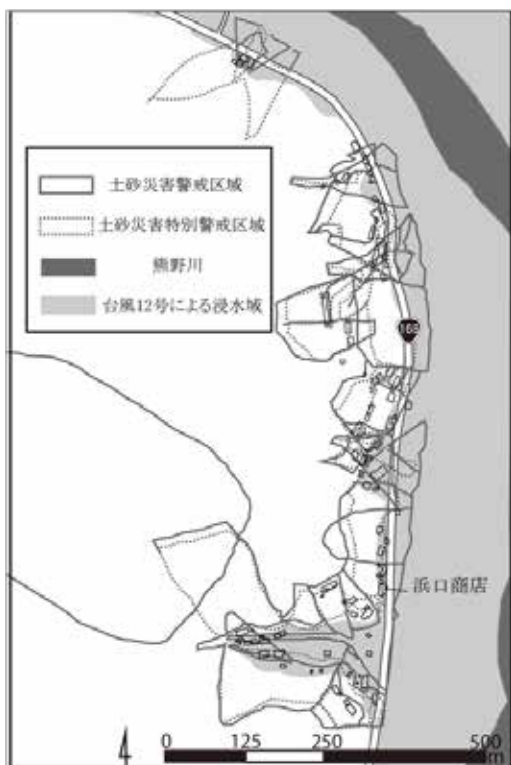 土砂災害警戒区域
土砂災害特別警戒区域
熊野川
台風12号による浸水域
168
浜口商店
4
0 125 250 500
m